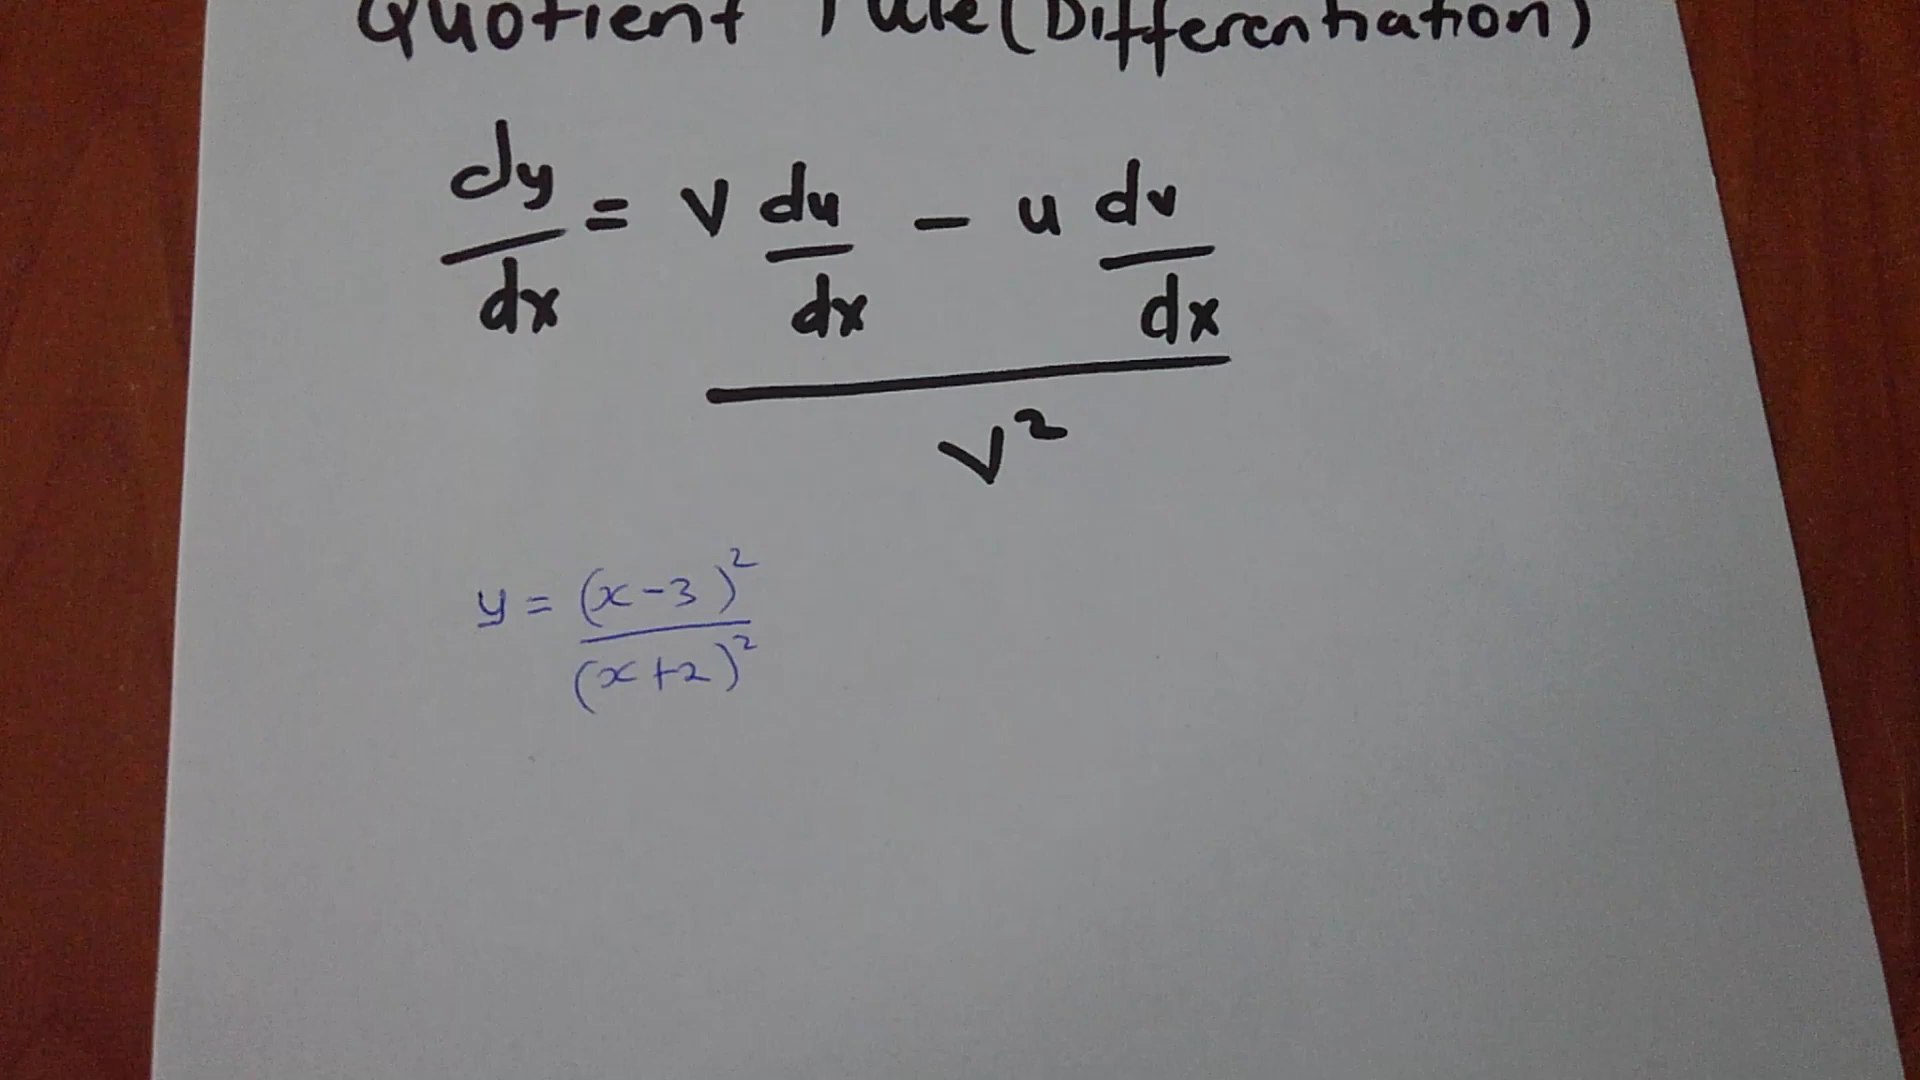 Quotient rule (Differentiation)
dy/dx = v du/dx - u dv/dx
v²
y = (x-3)²
(x+2)²